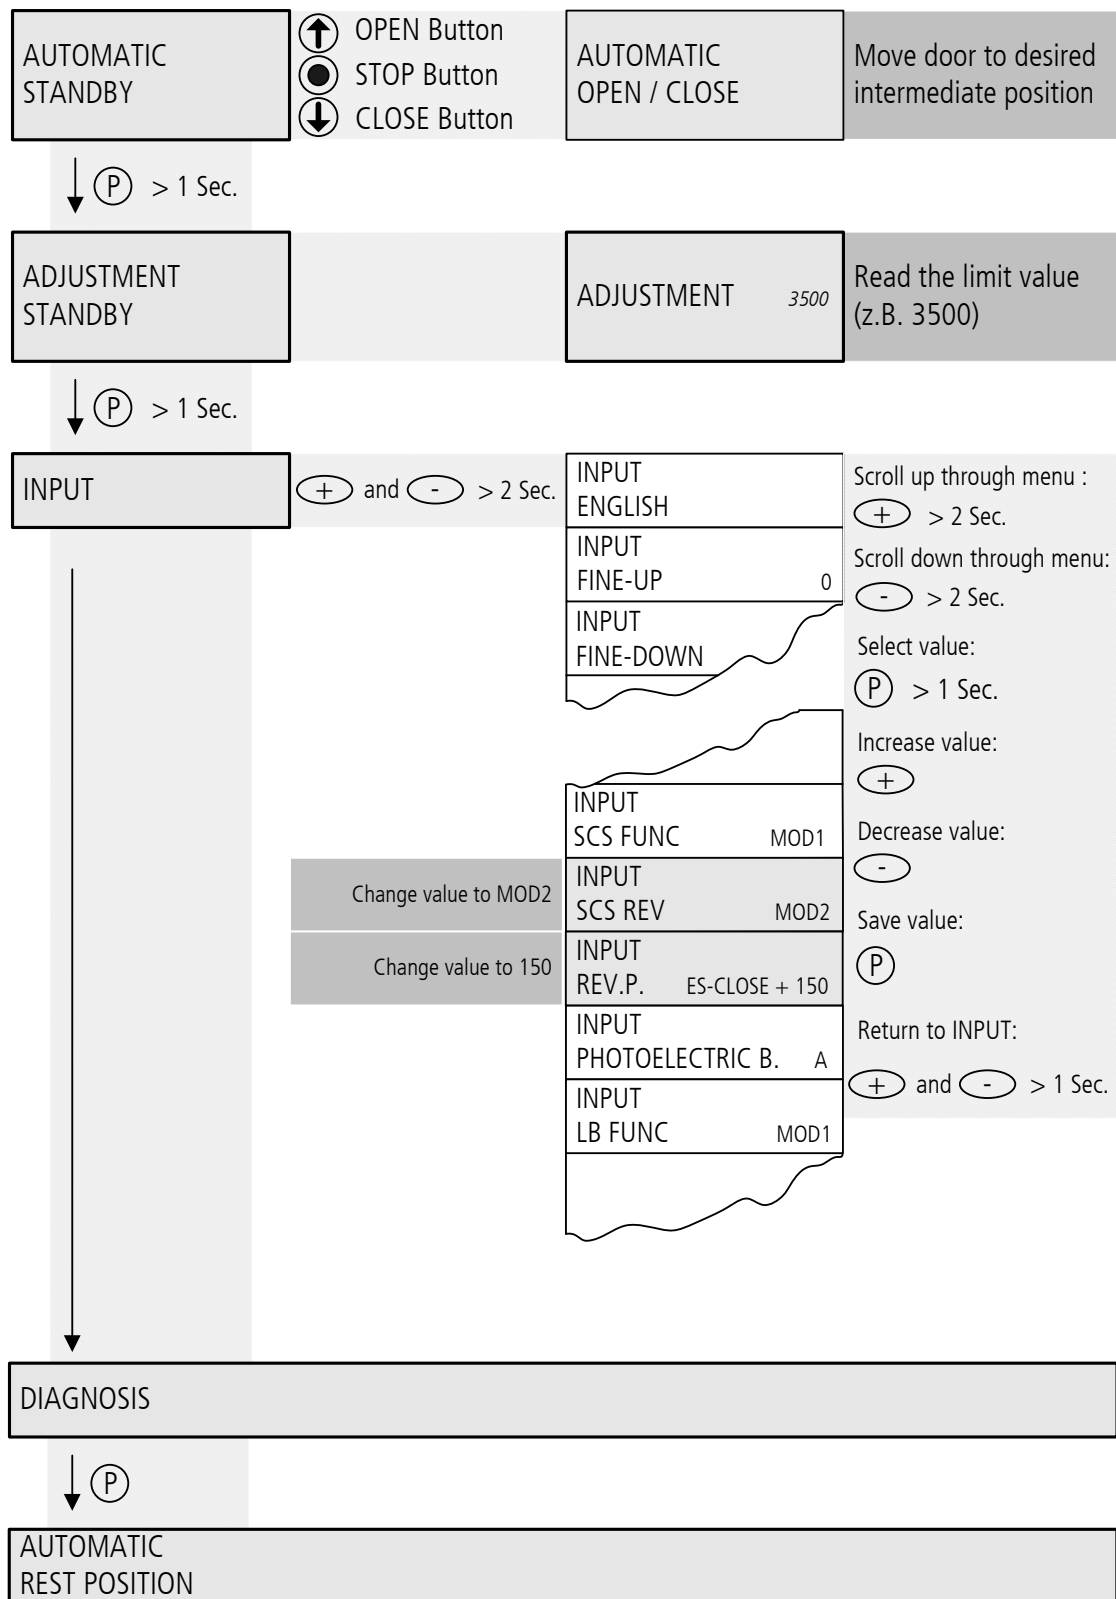 AUTOMATIC
STANDBY
OPEN Button
STOP Button
CLOSE Button
AUTOMATIC
OPEN / CLOSE
Move door to desired
intermediate position
P > 1 Sec.
ADJUSTMENT
STANDBY
ADJUSTMENT 3500
Read the limit value
(z.B. 3500)
P > 1 Sec.
INPUT
+ and - > 2 Sec.
INPUT
ENGLISH
INPUT
FINE-UP 0
INPUT
FINE-DOWN
INPUT
SCS FUNC MOD1
Change value to MOD2
INPUT
SCS REV MOD2
Change value to 150
INPUT
REV.P. ES-CLOSE + 150
INPUT
PHOTOELECTRIC B. A
INPUT
LB FUNC MOD1
Scroll up through menu :
+ > 2 Sec.
Scroll down through menu:
- > 2 Sec.
Select value:
P > 1 Sec.
Increase value:
+
Decrease value:
-
Save value:
P
Return to INPUT:
+ and - > 1 Sec.
DIAGNOSIS
P
AUTOMATIC
REST POSITION